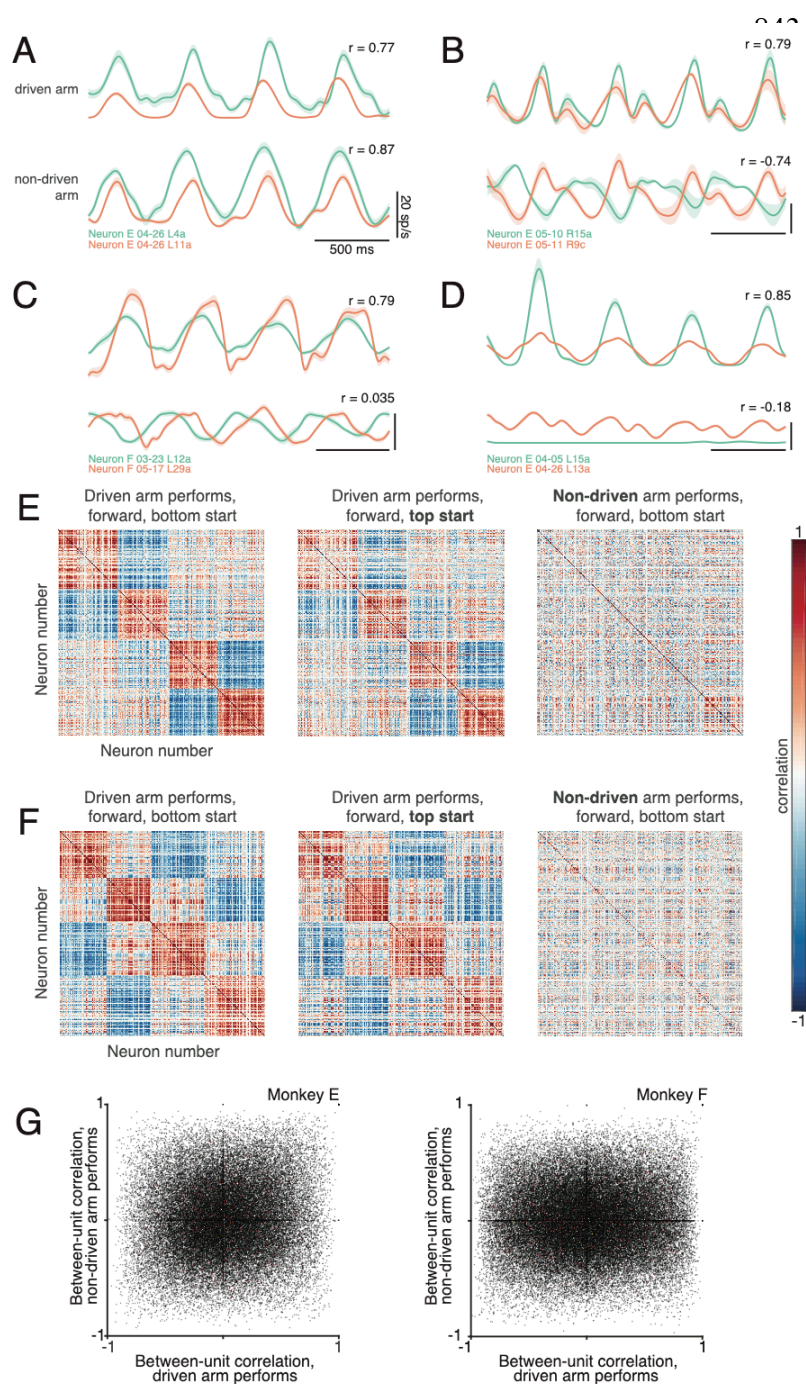 A
B
r = 0.77
r = 0.79
driven arm
r = 0.87
r = -0.74
non-driven
arm
20 sp/s
Neuron E 04-26 L4a
Neuron E 04-26 L11a
500 ms
Neuron E 05-10 R15a
Neuron E 05-11 R9c
C
D
r = 0.79
r = 0.85
r = 0.035
r = -0.18
Neuron F 03-23 L12a
Neuron F 05-17 L29a
Neuron E 04-05 L15a
Neuron E 04-26 L13a
E
Driven arm performs,
forward, bottom start
Driven arm performs,
forward, top start
Non-driven arm performs,
forward, bottom start
Neuron number
Neuron number
1
correlation
-1
F
Driven arm performs,
forward, bottom start
Driven arm performs,
forward, top start
Non-driven arm performs,
forward, bottom start
Neuron number
Neuron number
G
Monkey E
1
Between-unit correlation,
non-driven arm performs
-1
-1
1
Between-unit correlation,
driven arm performs
Monkey F
1
Between-unit correlation,
non-driven arm performs
-1
-1
1
Between-unit correlation,
driven arm performs